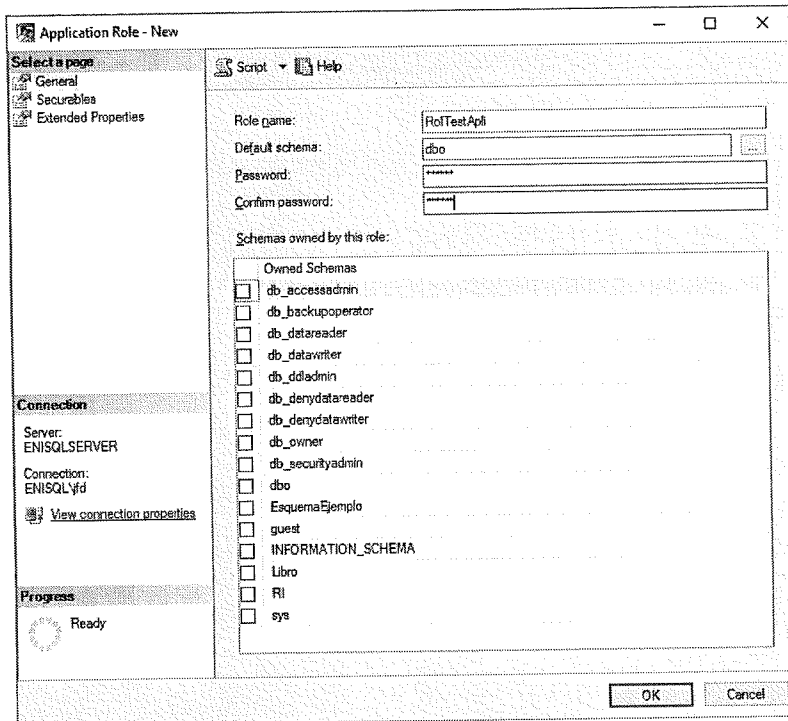 Application Role - New
Select a page
General
Securables
Extended Properties
Script Help
Role name: RolTestApli
Default schema: dbo ...
Password: ******
Confirm password: ******
Schemas owned by this role:
Owned Schemas
db_accessadmin
db_backupoperator
db_datareader
db_datawriter
db_ddladmin
db_denydatareader
db_denydatawriter
db_owner
db_securityadmin
dbo
EsquemaEjemplo
guest
INFORMATION_SCHEMA
Libro
RI
sys
Connection
Server:
ENISQLSERVER
Connection:
ENISQL\jfd
View connection properties
Progress
Ready
OK Cancel